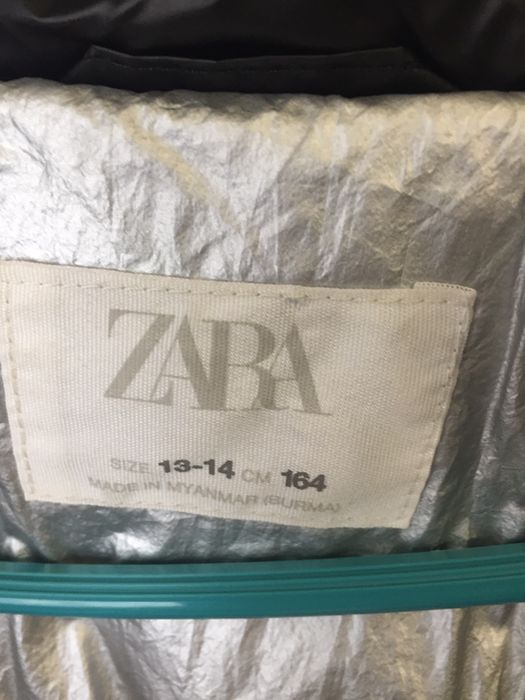 ZARA
SIZE 13-14 CM 164
MADE IN MYANMAR (BURMA)